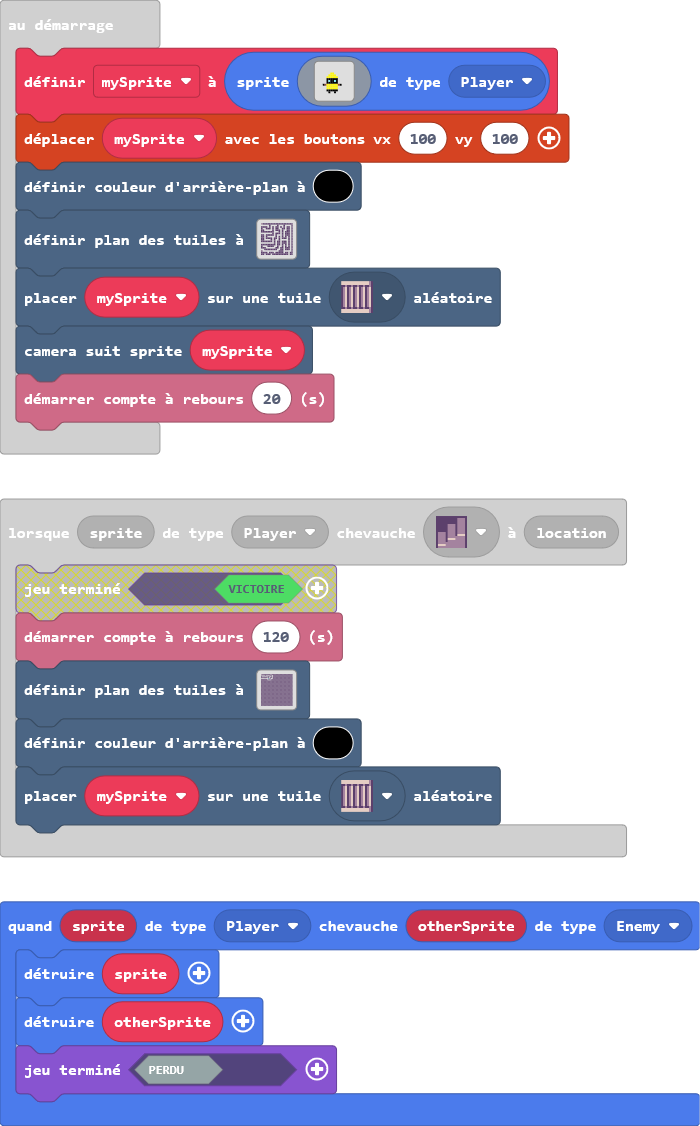 au démarrage
définir mySprite à sprite de type Player
déplacer mySprite avec les boutons vx 100 vy 100
définir couleur d'arrière-plan à
définir plan des tuiles à
placer mySprite sur une tuile aléatoire
camera suit sprite mySprite
démarrer compte à rebours 20 (s)
lorsque sprite de type Player chevauche à location
jeu terminé VICTOIRE
démarrer compte à rebours 120 (s)
définir plan des tuiles à
définir couleur d'arrière-plan à
placer mySprite sur une tuile aléatoire
quand sprite de type Player chevauche otherSprite de type Enemy
détruire sprite
détruire otherSprite
jeu terminé PERDU